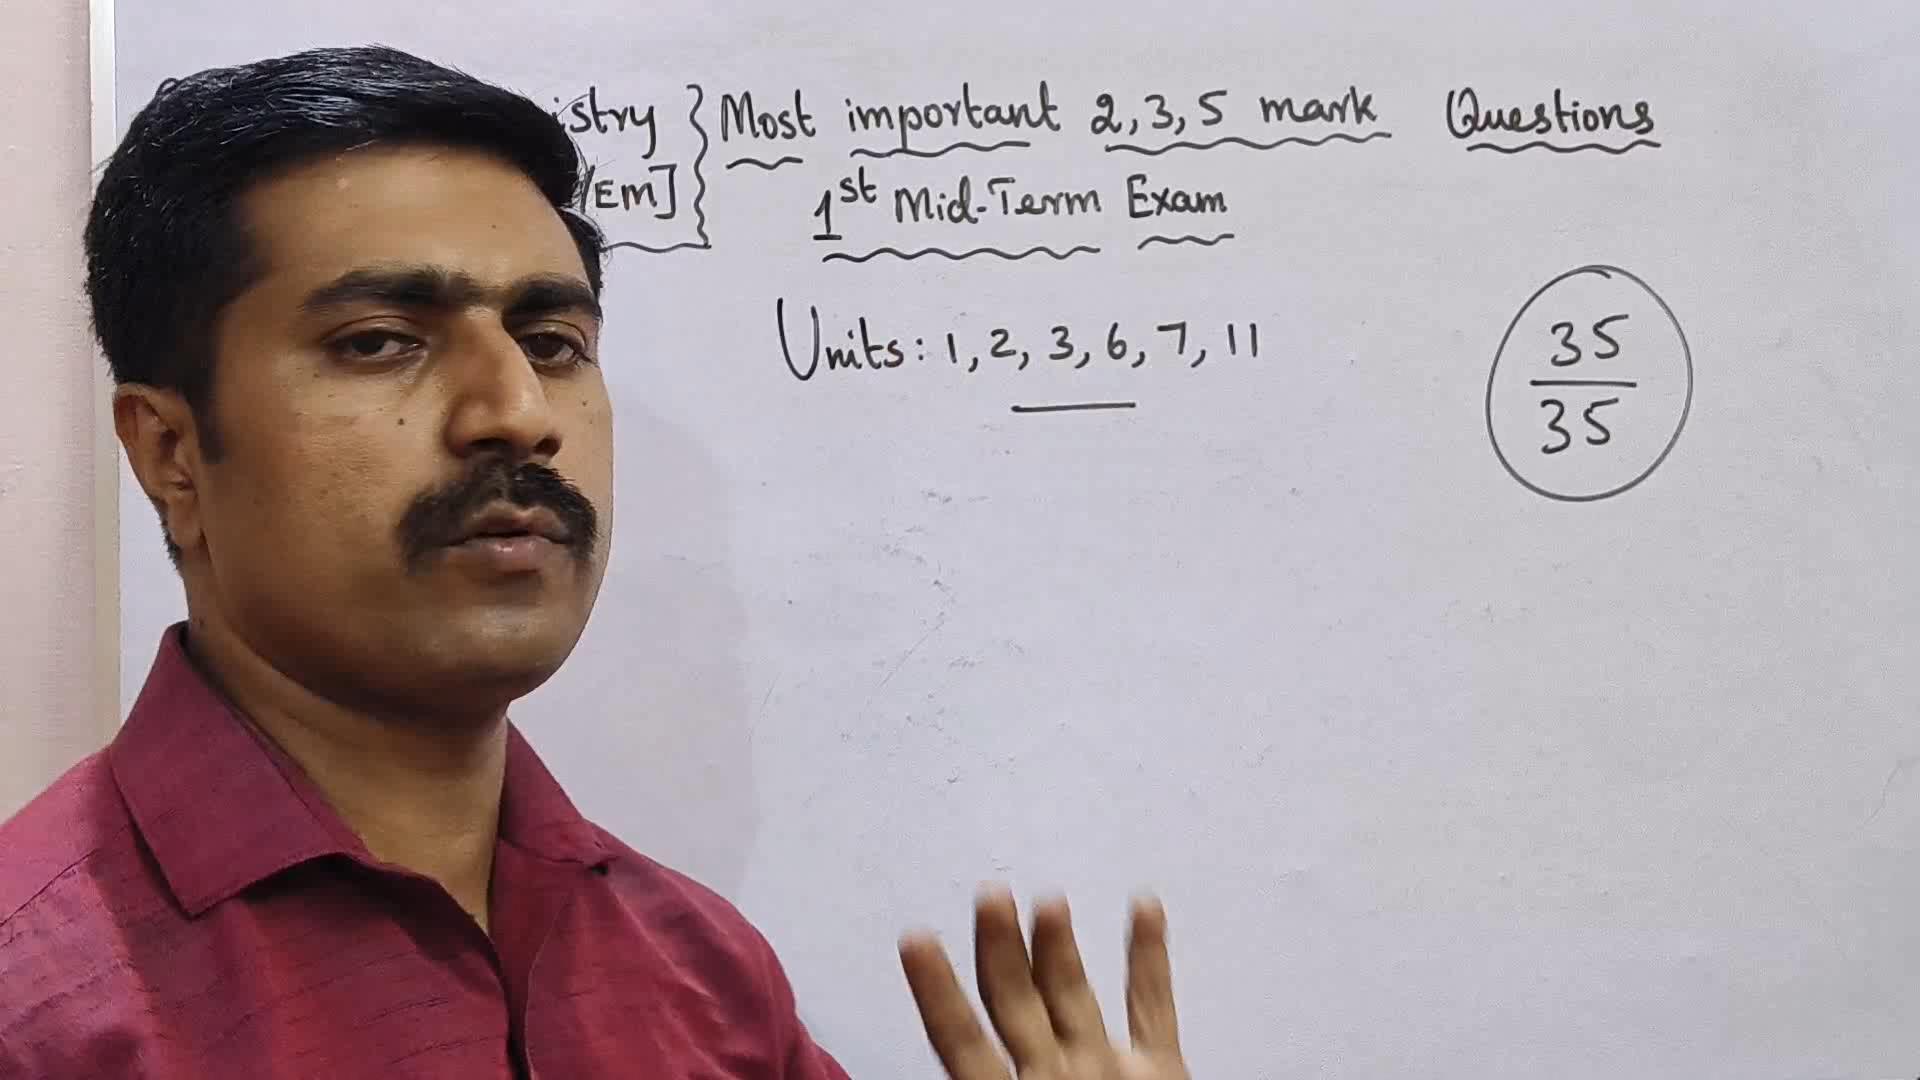 istry } Most important 2, 3, 5 mark Questions
/EM] 1st Mid-Term Exam
Units: 1, 2, 3, 6, 7, 11
35
35